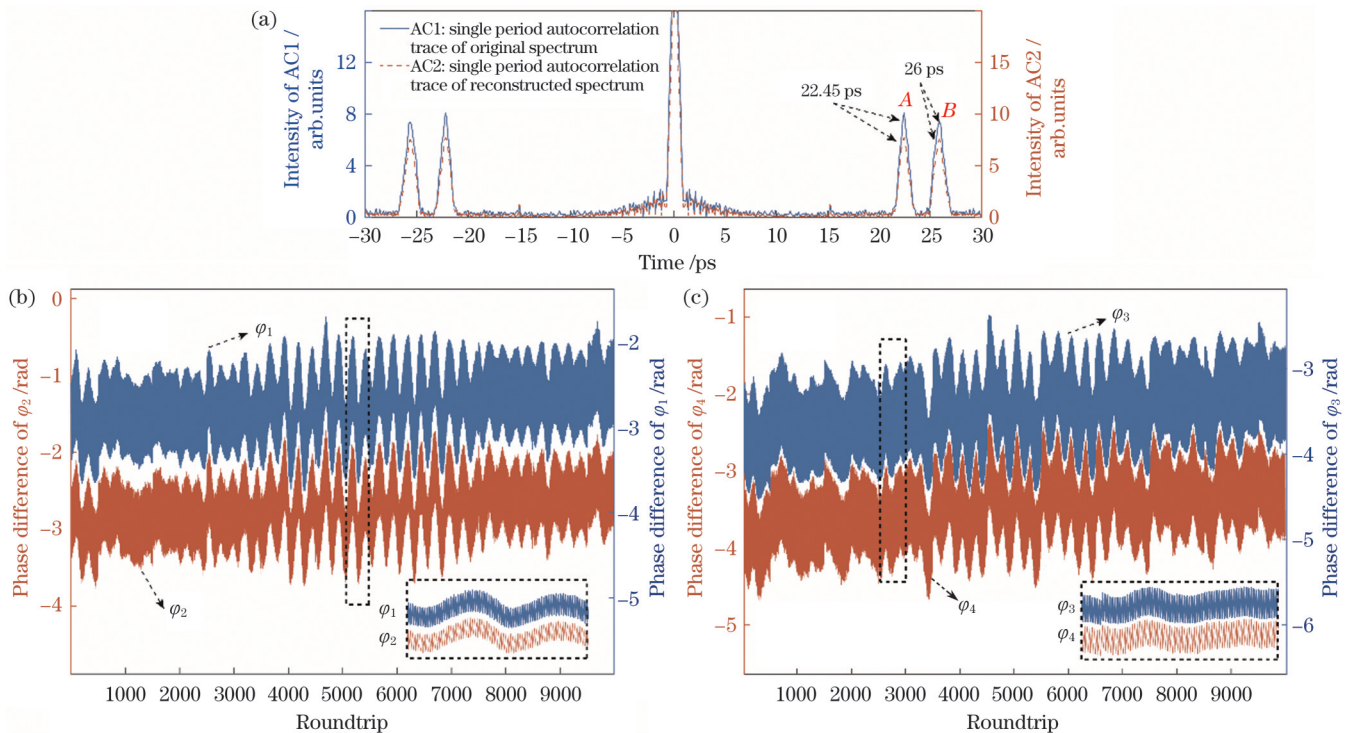 (a)
AC1: single period autocorrelation
trace of original spectrum
AC2: single period autocorrelation
trace of reconstructed spectrum
Intensity of AC1 /
arb.units
12
8
4
0
22.45 ps
A
26 ps
B
15
10
5
0
Intensity of AC2 /
arb.units
−30 −25 −20 −15 −10 −5 0 5 10 15 20 25 30
Time /ps
(b)
Phase difference of φ2 /rad
0
−1
−2
−3
−4
φ1
φ2
φ1
φ2
−2
−3
−4
−5
Phase difference of φ1 /rad
1000 2000 3000 4000 5000 6000 7000 8000 9000
Roundtrip
(c)
Phase difference of φ4 /rad
−1
−2
−3
−4
−5
φ3
φ4
φ3
φ4
−3
−4
−5
−6
Phase difference of φ3 /rad
1000 2000 3000 4000 5000 6000 7000 8000 9000
Roundtrip